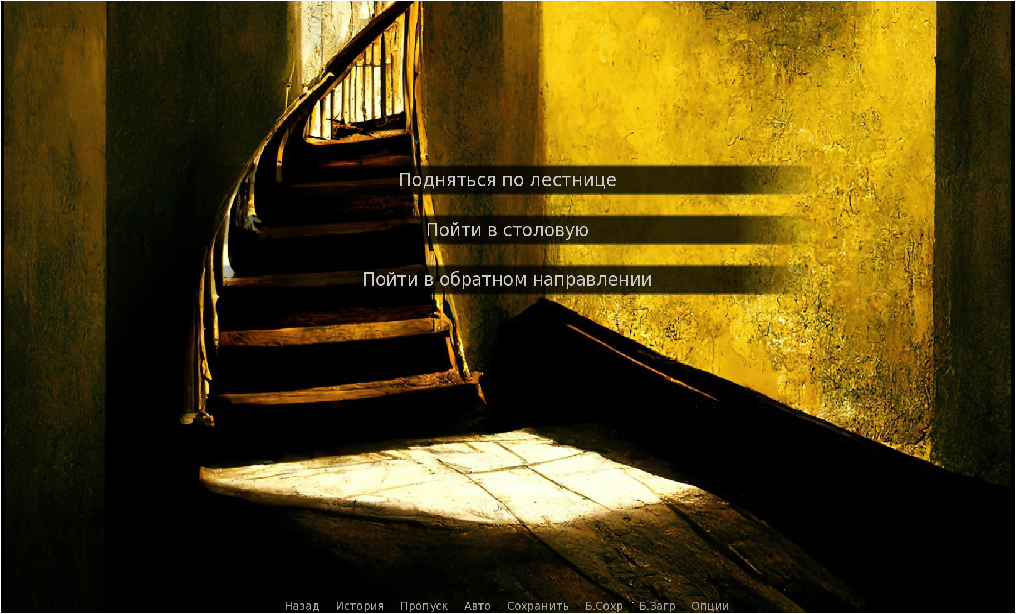 Подняться по лестнице
Пойти в столовую
Пойти в обратном направлении
Назад История Пропуск Авто Сохранить Б.Сохр Б.Загр Опции